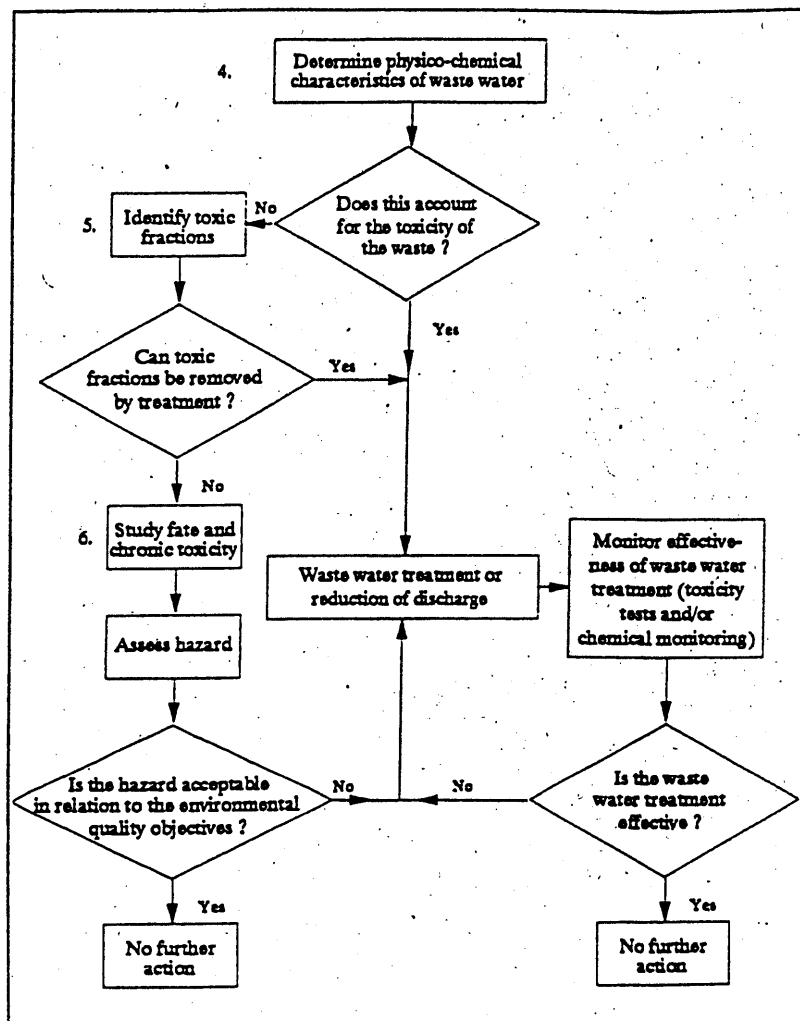 4.
Determine physico-chemical
characteristics of waste water
Does this account
for the toxicity of
the waste ?
No
5.
Identify toxic
fractions
Yes
Can toxic
fractions be removed
by treatment ?
Yes
No
6.
Study fate and
chronic toxicity
Waste water treatment or
reduction of discharge
Monitor effective-
ness of waste water
treatment (toxicity
tests and/or
chemical monitoring)
Assess hazard
Is the hazard acceptable
in relation to the environmental
quality objectives ?
No
No
Is the waste
water treatment
effective ?
Yes
Yes
No further
action
No further
action